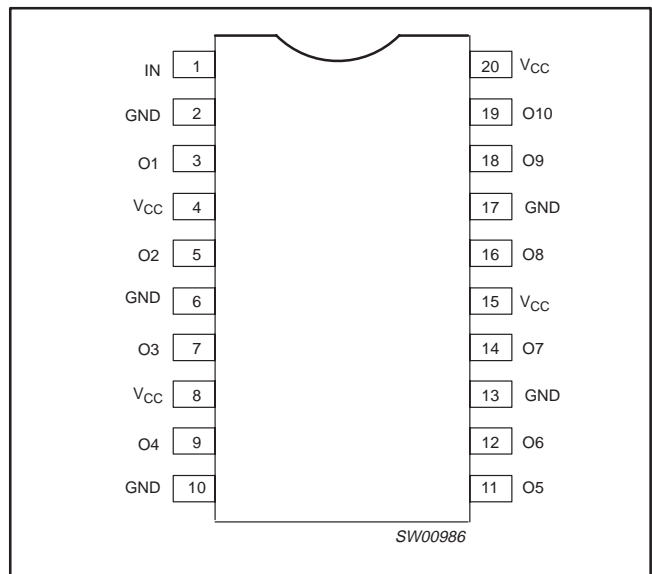 IN 1 20 VCC
GND 2 19 O10
O1 3 18 O9
VCC 4 17 GND
O2 5 16 O8
GND 6 15 VCC
O3 7 14 O7
VCC 8 13 GND
O4 9 12 O6
GND 10 11 O5
SW00986